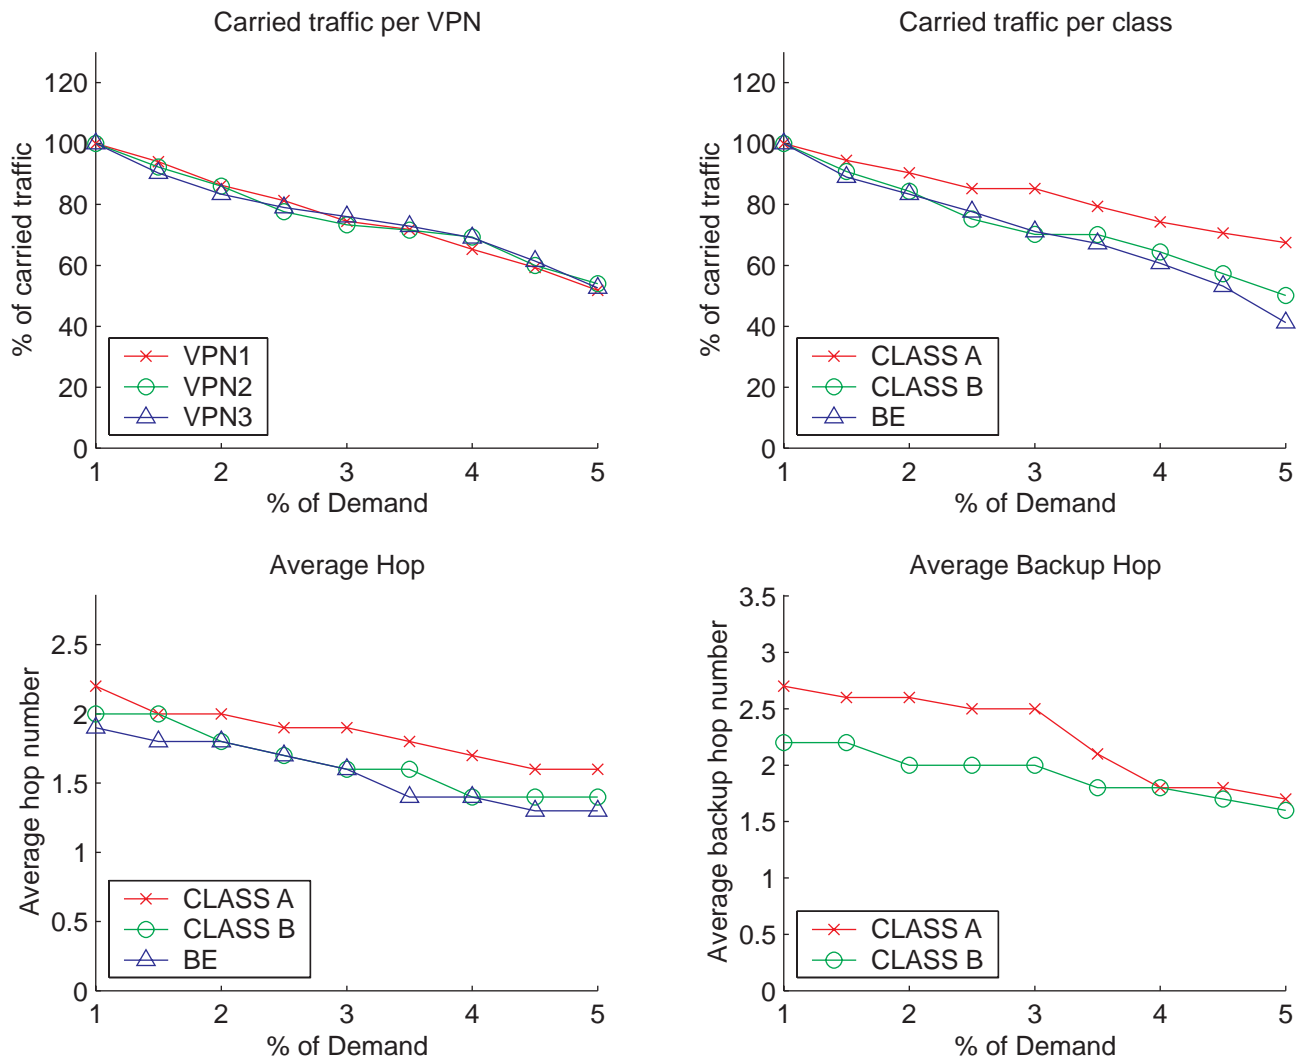 Carried traffic per VPN
% of carried traffic
120
100
80
60
40
20
0
VPN1
VPN2
VPN3
1 2 3 4 5
% of Demand
Carried traffic per class
% of carried traffic
120
100
80
60
40
20
0
CLASS A
CLASS B
BE
1 2 3 4 5
% of Demand
Average Hop
Average hop number
2.5
2
1.5
1
0.5
0
CLASS A
CLASS B
BE
1 2 3 4 5
% of Demand
Average Backup Hop
Average backup hop number
3.5
3
2.5
2
1.5
1
0.5
0
CLASS A
CLASS B
1 2 3 4 5
% of Demand